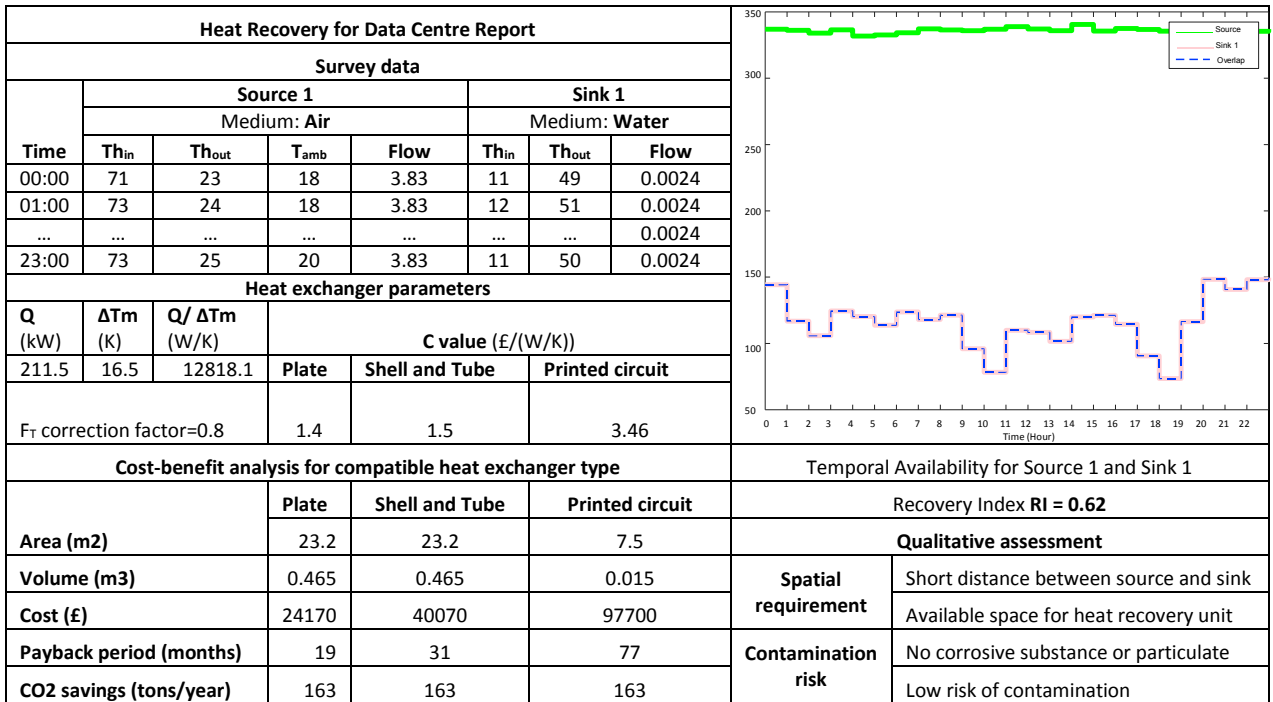 Heat Recovery for Data Centre Report
Survey data
Source 1 Sink 1
Medium: Air Medium: Water
Time Th_in Th_out T_amb Flow Th_in Th_out Flow
00:00 71 23 18 3.83 11 49 0.0024
01:00 73 24 18 3.83 12 51 0.0024
... ... ... ... ... ... ... 0.0024
23:00 73 25 20 3.83 11 50 0.0024
Heat exchanger parameters
Q ΔTm Q/ ΔTm
(kW) (K) (W/K) C value (£/(W/K))
211.5 16.5 12818.1 Plate Shell and Tube Printed circuit
F_T correction factor=0.8 1.4 1.5 3.46
Cost-benefit analysis for compatible heat exchanger type
Plate Shell and Tube Printed circuit
Area (m2) 23.2 23.2 7.5
Volume (m3) 0.465 0.465 0.015
Cost (£) 24170 40070 97700
Payback period (months) 19 31 77
CO2 savings (tons/year) 163 163 163
350
300
250
200
150
100
50
Source
Sink 1
Overlap
0 1 2 3 4 5 6 7 8 9 10 11 12 13 14 15 16 17 18 19 20 21 22
Time (Hour)
Temporal Availability for Source 1 and Sink 1
Recovery Index RI = 0.62
Qualitative assessment
Spatial
requirement
Short distance between source and sink
Available space for heat recovery unit
Contamination
risk
No corrosive substance or particulate
Low risk of contamination